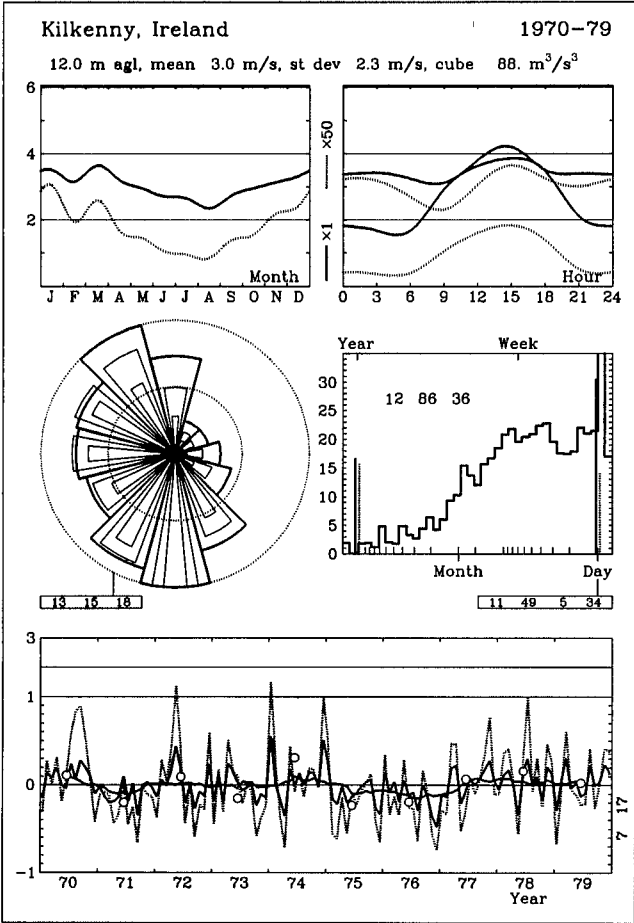 Kilkenny, Ireland 1970-79
12.0 m agl, mean 3.0 m/s, st dev 2.3 m/s, cube 88. m³/s³
6
4
2
×50
×1
Month
J F M A M J J A S O N D
Hour
0 3 6 9 12 15 18 21 24
Year Week
35
30
25
20
15
10
5
0
12 86 36
Month Day
13 15 18
11 49 5 34
3
1
0
-1
7 17
70 71 72 73 74 75 76 77 78 79
Year